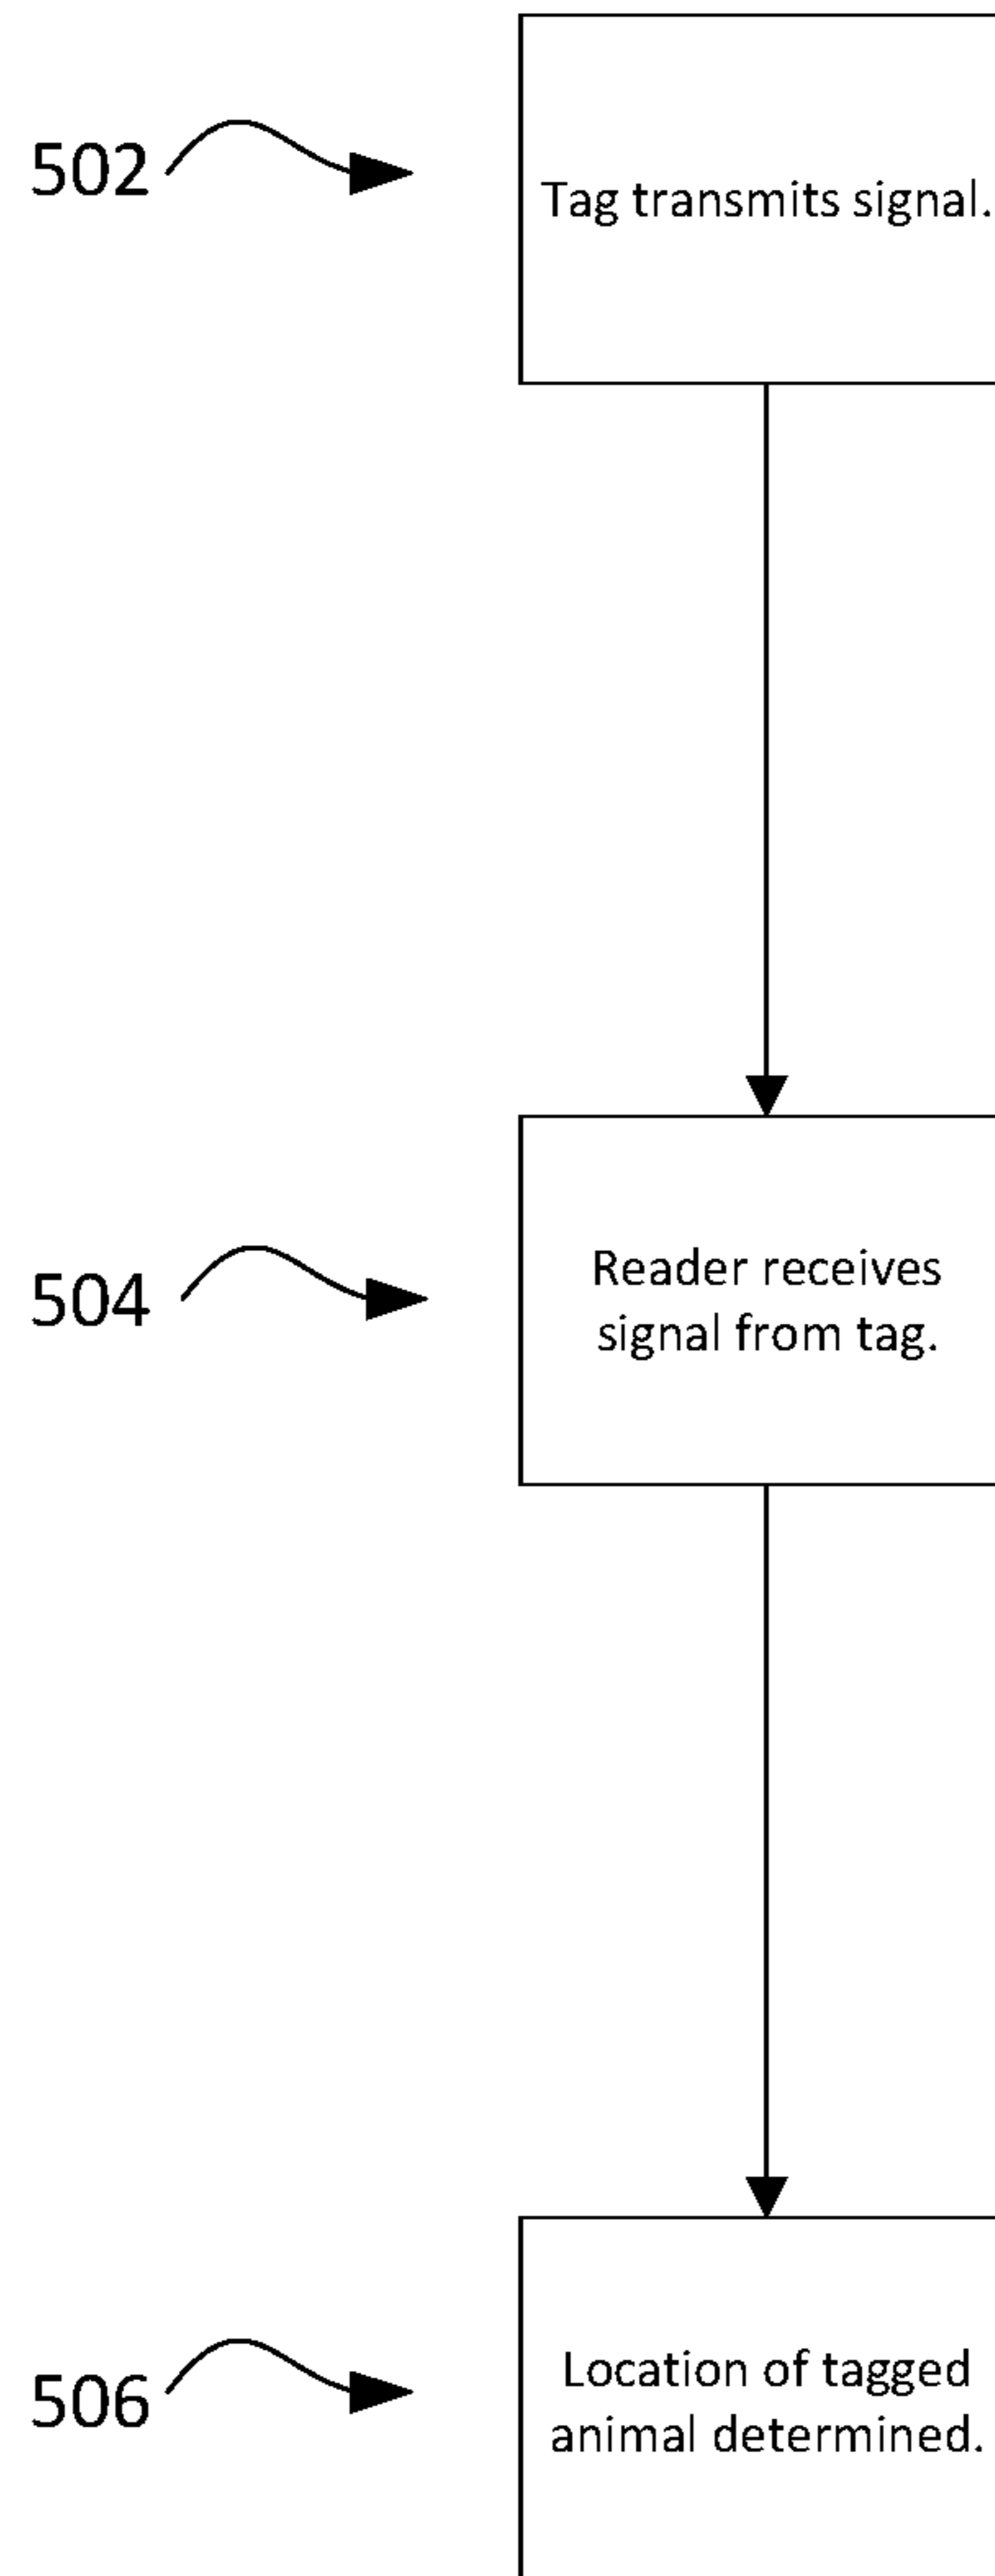 502
Tag transmits signal.
504
Reader receives
signal from tag.
506
Location of tagged
animal determined.